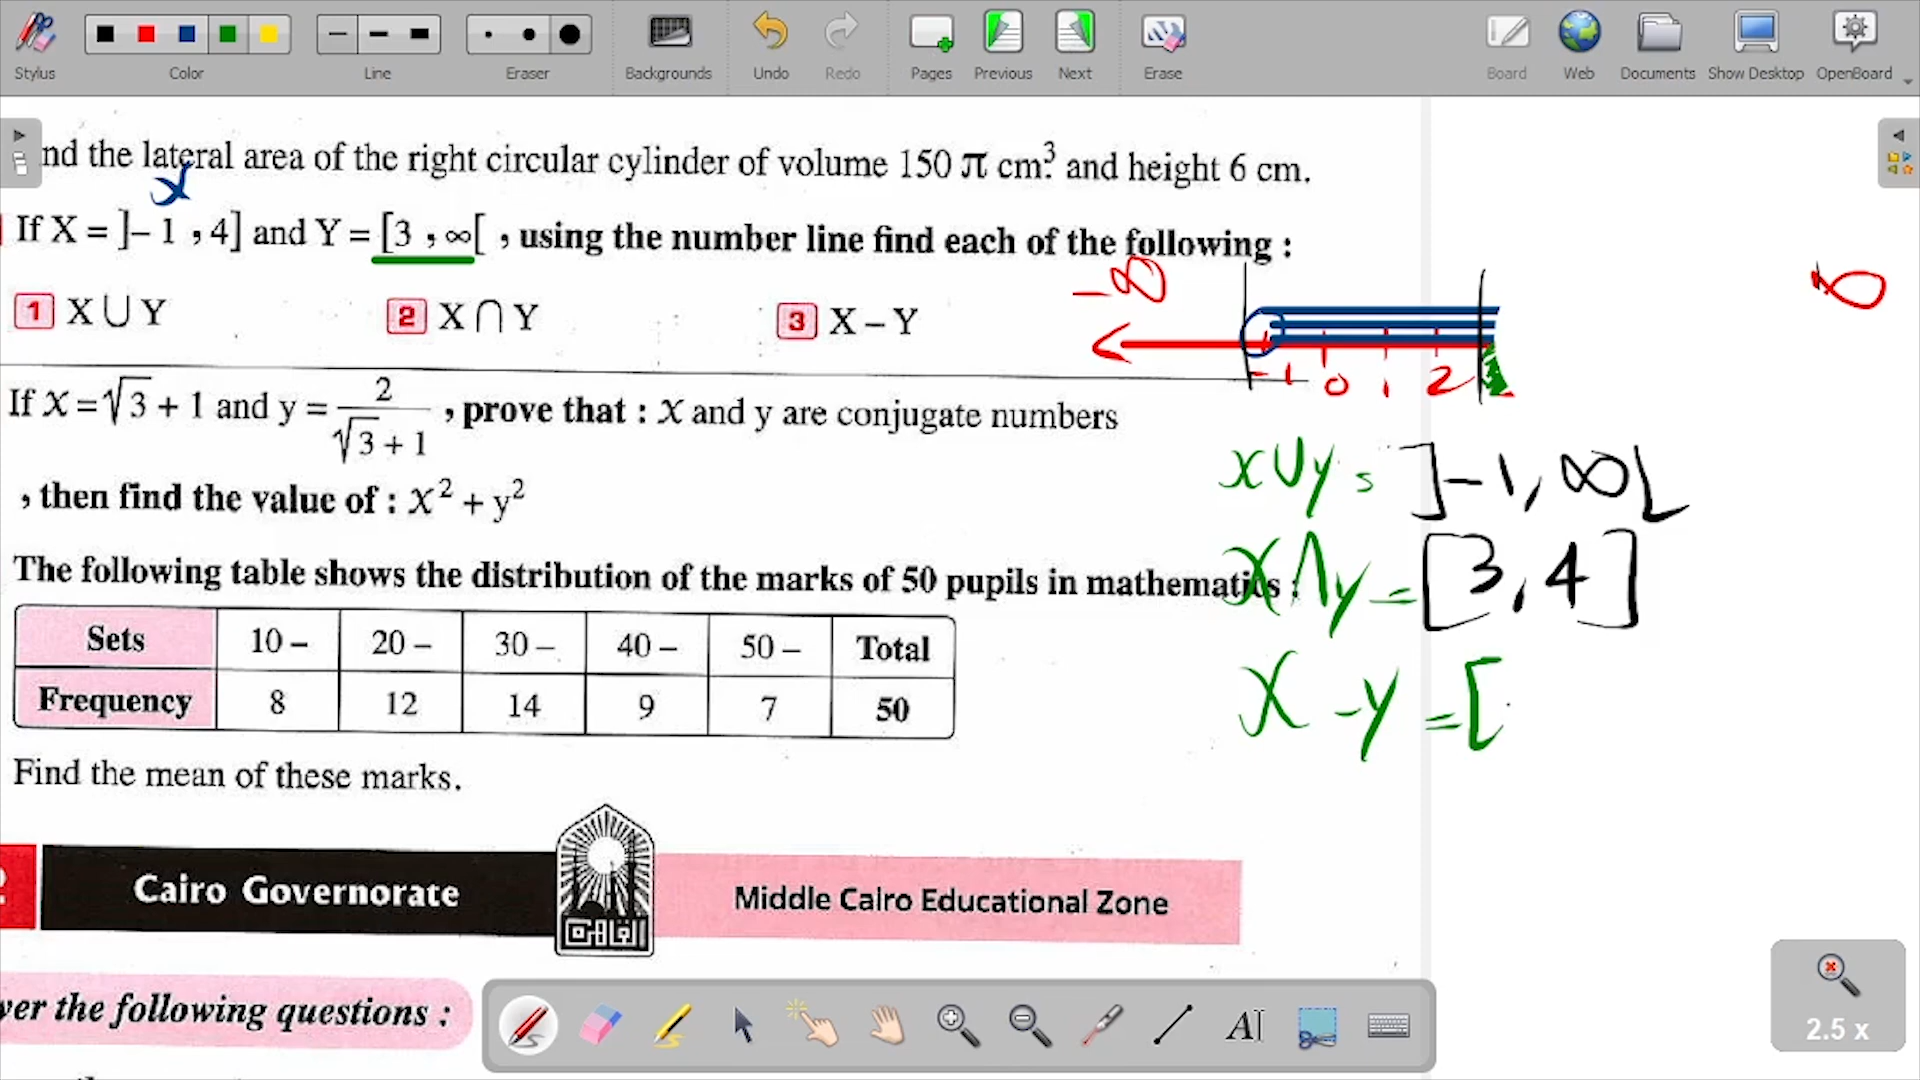 Stylus
Color
Line
Eraser
Backgrounds
Undo
Redo
Pages
Previous
Next
Erase
Board
Web
Documents
Show Desktop
OpenBoard
nd the lateral area of the right circular cylinder of volume 150 π cm³. and height 6 cm.
x
If X = ]– 1 , 4] and Y = [3 , ∞[ , using the number line find each of the following :
1 X ∪ Y
2 X ∩ Y
3 X – Y
-∞
-1 0 1 2
If X = √3 + 1 and y = 2/(√3 + 1) , prove that : X and y are conjugate numbers
, then find the value of : X² + y²
x∪y = ]-1, ∞[
x∩y = [3, 4]
x - y = [
The following table shows the distribution of the marks of 50 pupils in mathematics :
Sets 10 – 20 – 30 – 40 – 50 – Total
Frequency 8 12 14 9 7 50
Find the mean of these marks.
Cairo Governorate
Middle Cairo Educational Zone
ver the following questions :
2.5 x